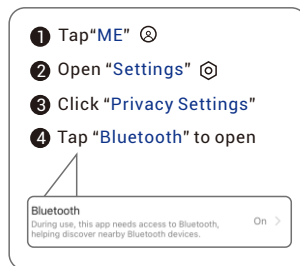 1 Tap“ME”
2 Open “Settings”
3 Click “Privacy Settings”
4 Tap “Bluetooth” to open
Bluetooth
During use, this app needs access to Bluetooth,
helping discover nearby Bluetooth devices.
On >